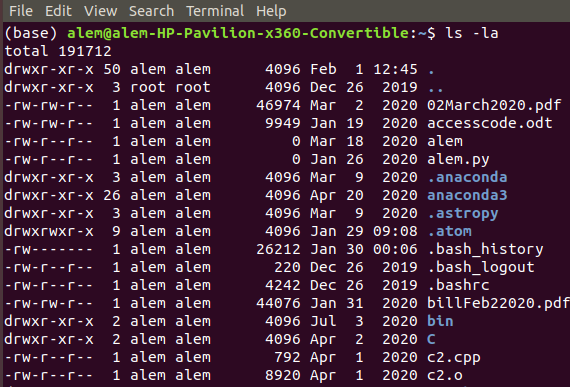 File Edit View Search Terminal Help
(base) alem@alem-HP-Pavilion-x360-Convertible:~$ ls -la
total 191712
drwxr-xr-x 50 alem alem     4096 Feb  1 12:45 .
drwxr-xr-x  3 root root     4096 Dec 26  2019 ..
-rw-rw-r--  1 alem alem    46974 Mar  2  2020 02March2020.pdf
-rw-rw-r--  1 alem alem     9949 Jan 19  2020 accesscode.odt
-rw-r--r--  1 alem alem        0 Mar 18  2020 alem
-rw-r--r--  1 alem alem        0 Jan 26  2020 alem.py
drwxr-xr-x  3 alem alem     4096 Mar  9  2020 .anaconda
drwxr-xr-x 26 alem alem     4096 Apr 20  2020 anaconda3
drwxr-xr-x  3 alem alem     4096 Mar  9  2020 .astropy
drwxrwxr-x  9 alem alem     4096 Jan 29 09:08 .atom
-rw-------  1 alem alem    26212 Jan 30 00:06 .bash_history
-rw-r--r--  1 alem alem      220 Dec 26  2019 .bash_logout
-rw-r--r--  1 alem alem     4242 Dec 26  2019 .bashrc
-rw-rw-r--  1 alem alem    44076 Jan 31  2020 billFeb22020.pdf
drwxr-xr-x  2 alem alem     4096 Jul  3  2020 bin
drwxr-xr-x  2 alem alem     4096 Apr  2  2020 C
-rw-r--r--  1 alem alem      792 Apr  1  2020 c2.cpp
-rw-r--r--  1 alem alem     8920 Apr  1  2020 c2.o